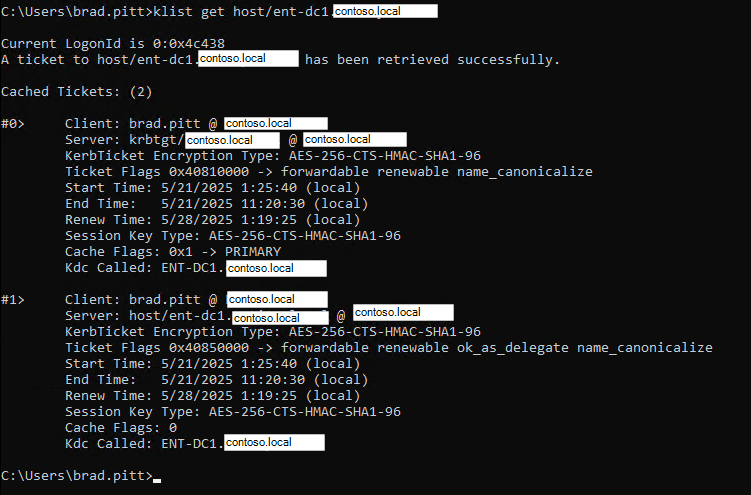 C:\Users\brad.pitt>klist get host/ent-dc1.contoso.local
Current LogonId is 0:0x4c438
A ticket to host/ent-dc1.contoso.local has been retrieved successfully.
Cached Tickets: (2)
#0> Client: brad.pitt @ contoso.local
Server: krbtgt/contoso.local @ contoso.local
KerbTicket Encryption Type: AES-256-CTS-HMAC-SHA1-96
Ticket Flags 0x40810000 -> forwardable renewable name_canonicalize
Start Time: 5/21/2025 1:25:40 (local)
End Time: 5/21/2025 11:20:30 (local)
Renew Time: 5/28/2025 1:19:25 (local)
Session Key Type: AES-256-CTS-HMAC-SHA1-96
Cache Flags: 0x1 -> PRIMARY
Kdc Called: ENT-DC1.contoso.local
#1> Client: brad.pitt @ contoso.local
Server: host/ent-dc1.contoso.local @ contoso.local
KerbTicket Encryption Type: AES-256-CTS-HMAC-SHA1-96
Ticket Flags 0x40850000 -> forwardable renewable ok_as_delegate name_canonicalize
Start Time: 5/21/2025 1:25:40 (local)
End Time: 5/21/2025 11:20:30 (local)
Renew Time: 5/28/2025 1:19:25 (local)
Session Key Type: AES-256-CTS-HMAC-SHA1-96
Cache Flags: 0
Kdc Called: ENT-DC1.contoso.local
C:\Users\brad.pitt>